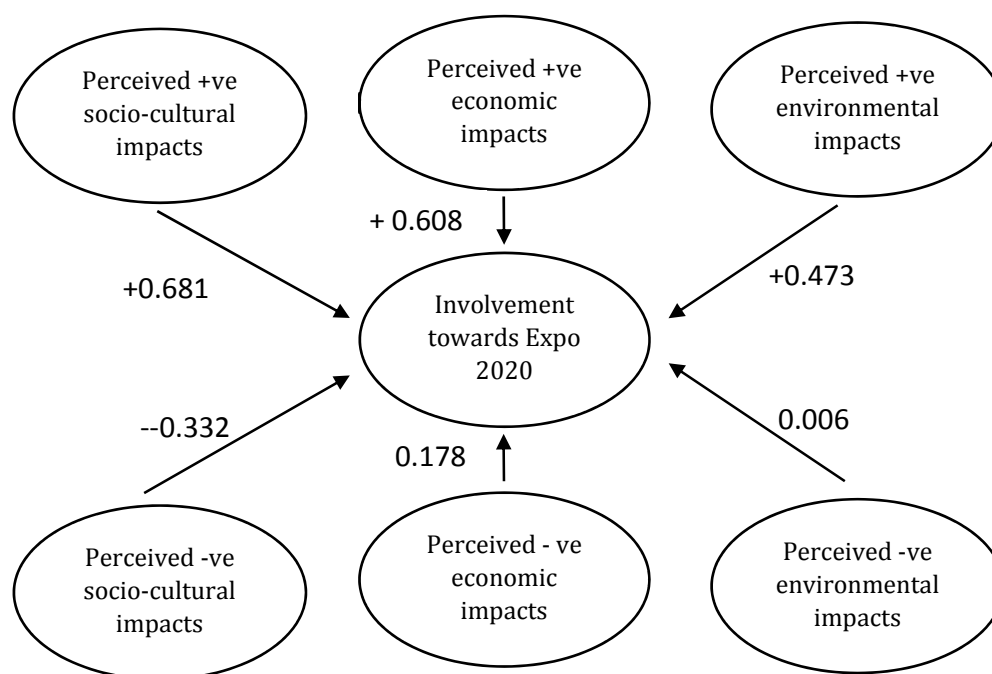 Perceived +ve
socio-cultural
impacts
Perceived +ve
economic
impacts
Perceived +ve
environmental
impacts
+ 0.608
+0.681
+0.473
Involvement
towards Expo
2020
--0.332
0.178
0.006
Perceived -ve
socio-cultural
impacts
Perceived - ve
economic
impacts
Perceived -ve
environmental
impacts